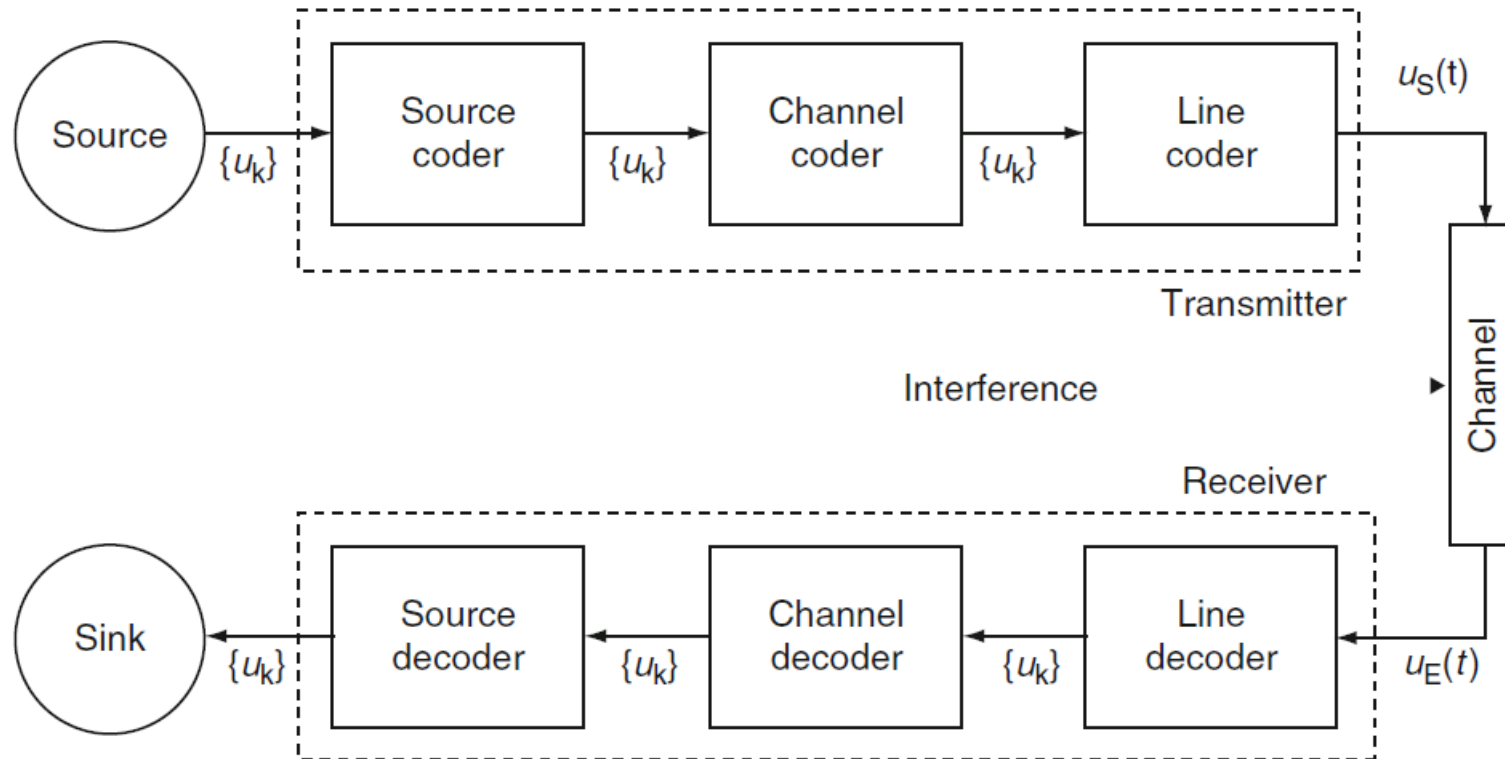 Source
{u_k}
Source
coder
{u_k}
Channel
coder
{u_k}
Line
coder
u_S(t)
Transmitter
Interference
Channel
Receiver
Sink
{u_k}
Source
decoder
{u_k}
Channel
decoder
{u_k}
Line
decoder
u_E(t)